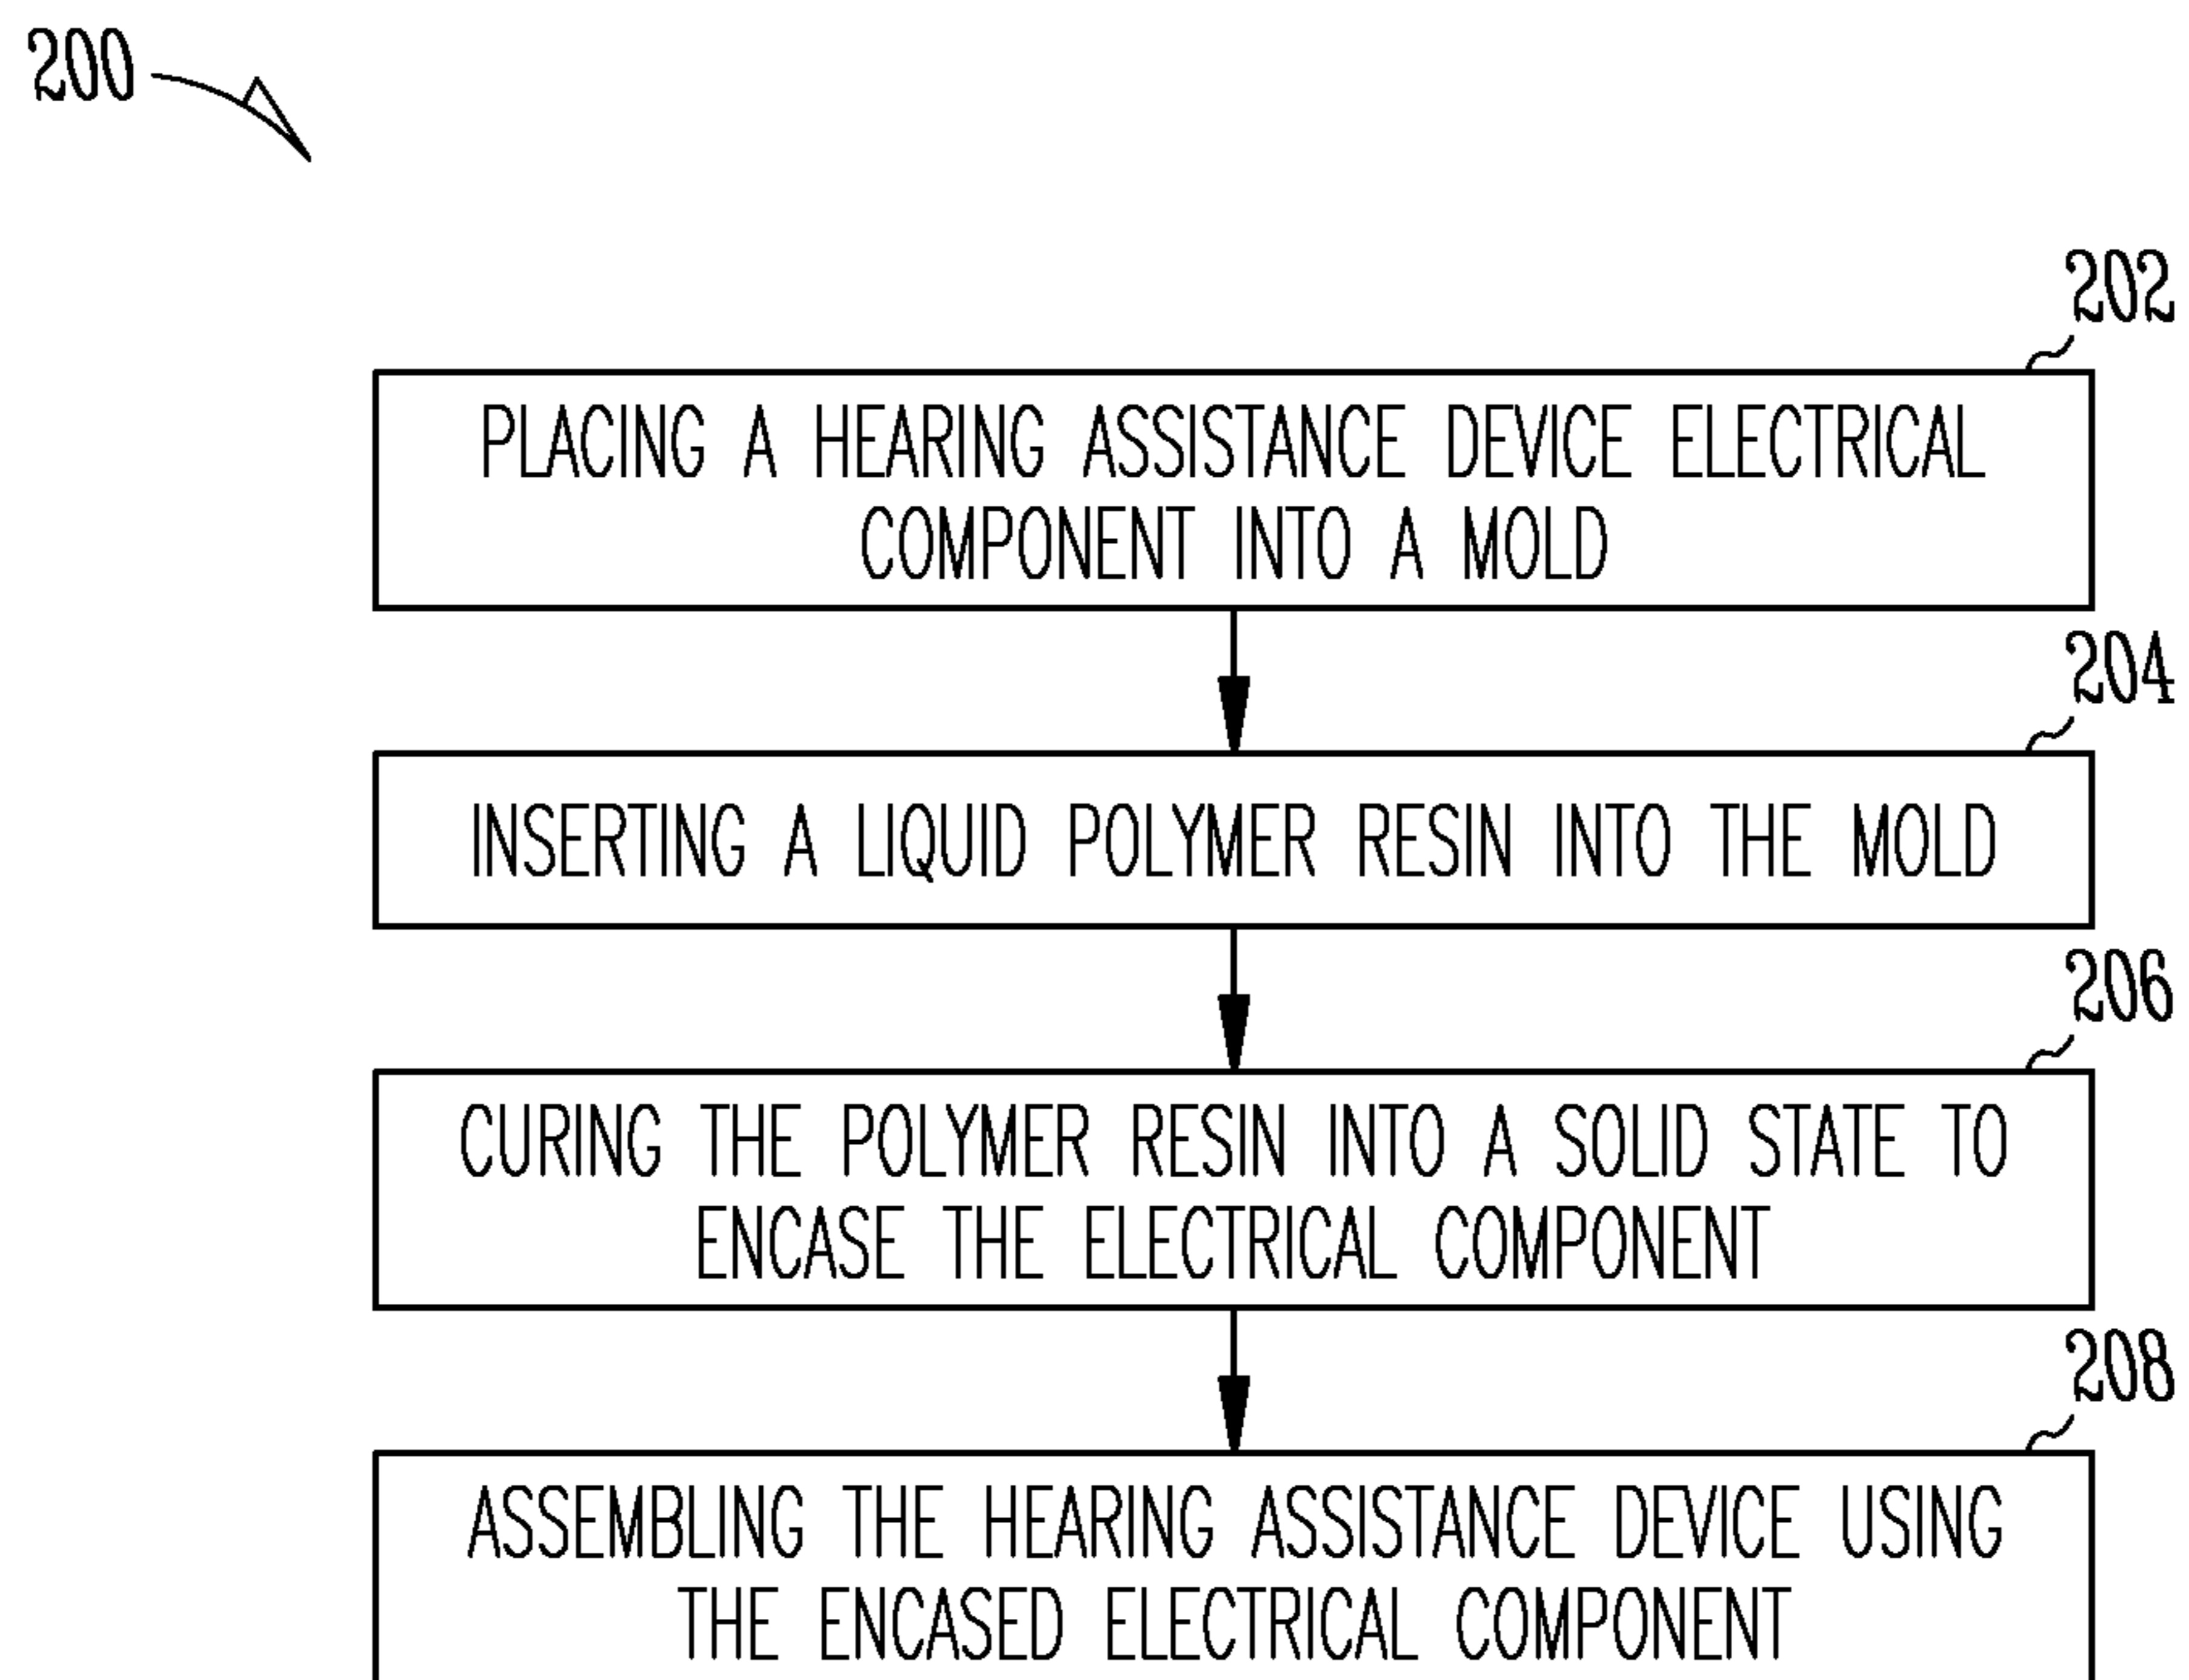 200
202
PLACING A HEARING ASSISTANCE DEVICE ELECTRICAL
COMPONENT INTO A MOLD
204
INSERTING A LIQUID POLYMER RESIN INTO THE MOLD
206
CURING THE POLYMER RESIN INTO A SOLID STATE TO
ENCASE THE ELECTRICAL COMPONENT
208
ASSEMBLING THE HEARING ASSISTANCE DEVICE USING
THE ENCASED ELECTRICAL COMPONENT